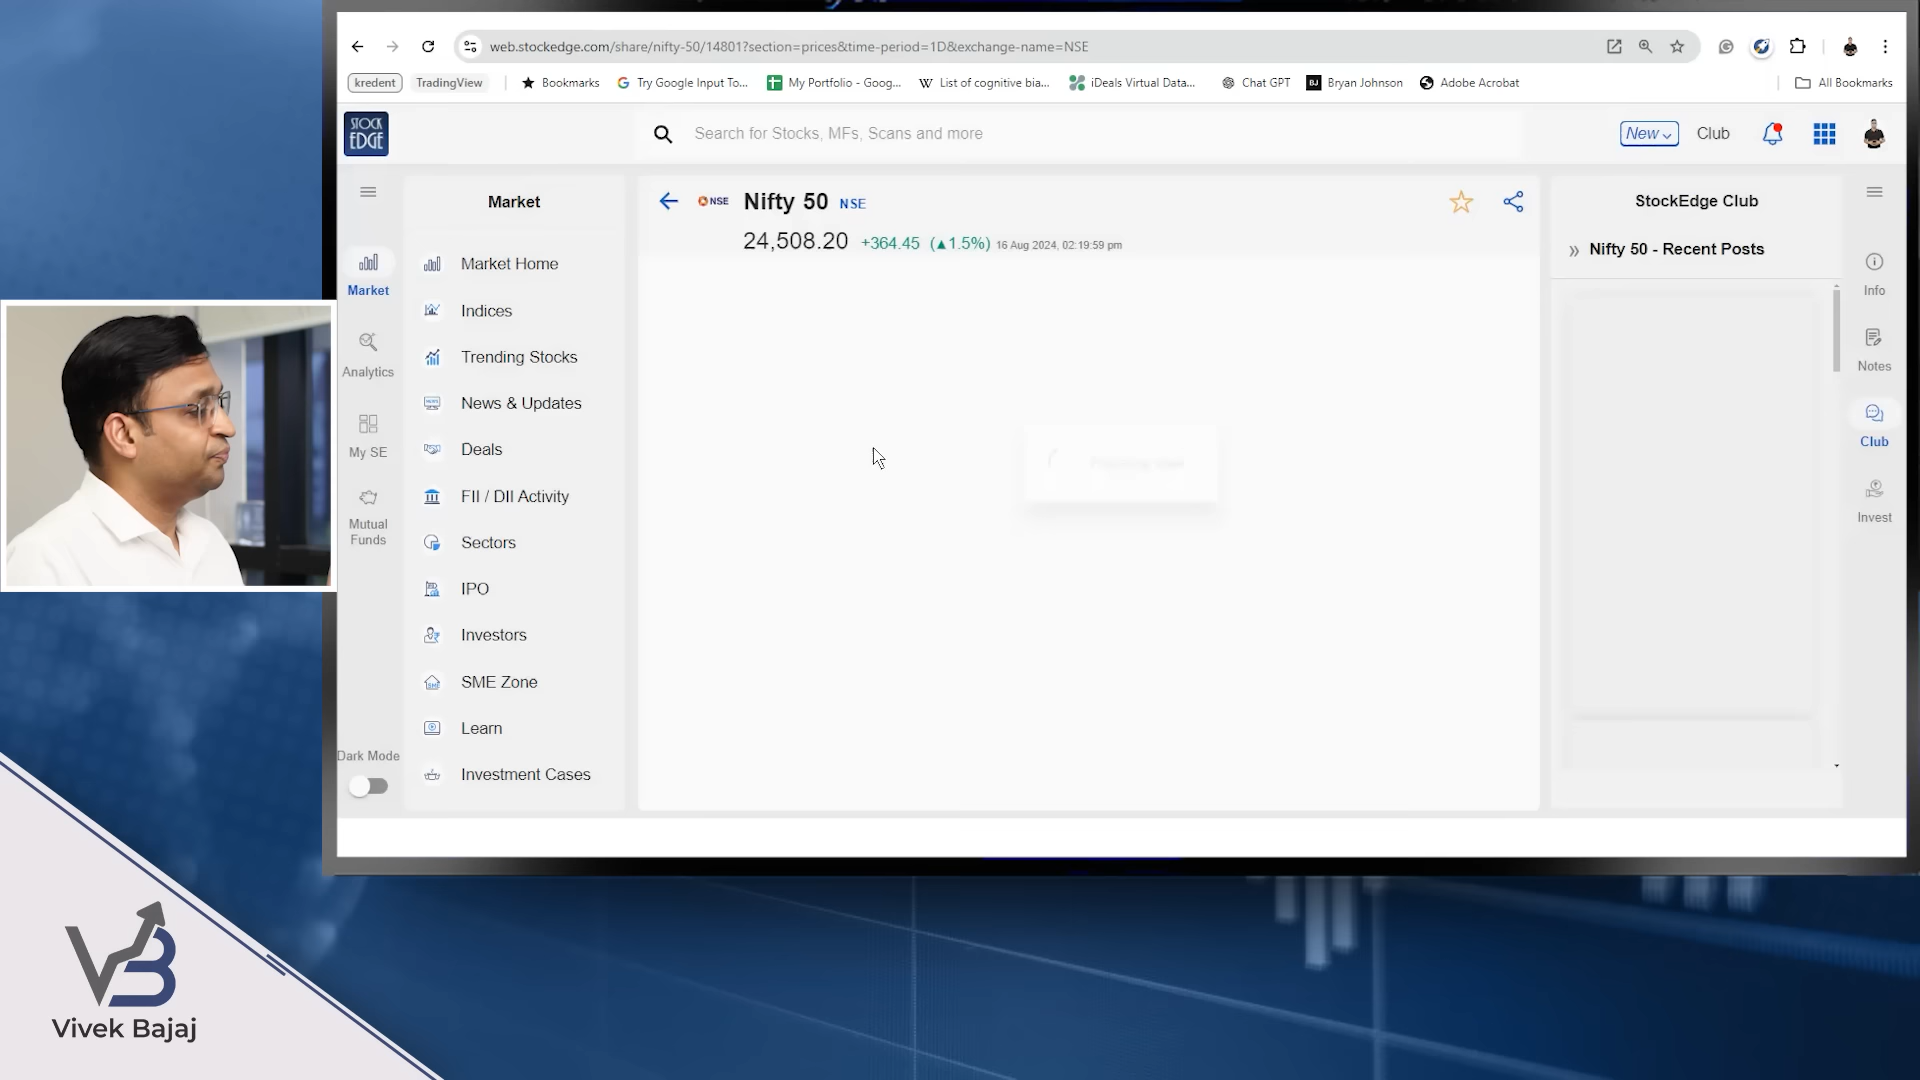 web.stockedge.com/share/nifty-50/14801?section=prices&time-period=1D&exchange-name=NSE
kredent TradingView Bookmarks Try Google Input To... My Portfolio - Goog... List of cognitive bia... iDeals Virtual Data... Chat GPT BJ Bryan Johnson Adobe Acrobat All Bookmarks
STOCK
EDGE
Search for Stocks, MFs, Scans and more
New
Club
Market
Analytics
My SE
Mutual
Funds
Dark Mode
Market
Market Home
Indices
Trending Stocks
News & Updates
Deals
FII / DII Activity
Sectors
IPO
Investors
SME Zone
Learn
Investment Cases
NSE Nifty 50 NSE
24,508.20 +364.45 (▲1.5%) 16 Aug 2024, 02:19:59 pm
StockEdge Club
» Nifty 50 - Recent Posts
Info
Notes
Club
Invest
VB
Vivek Bajaj